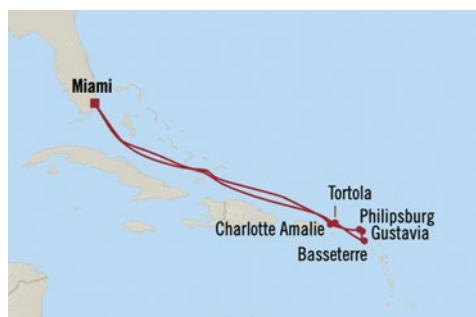 Miami
Tortola
Philipsburg
Charlotte Amalie
Gustavia
Basseterre